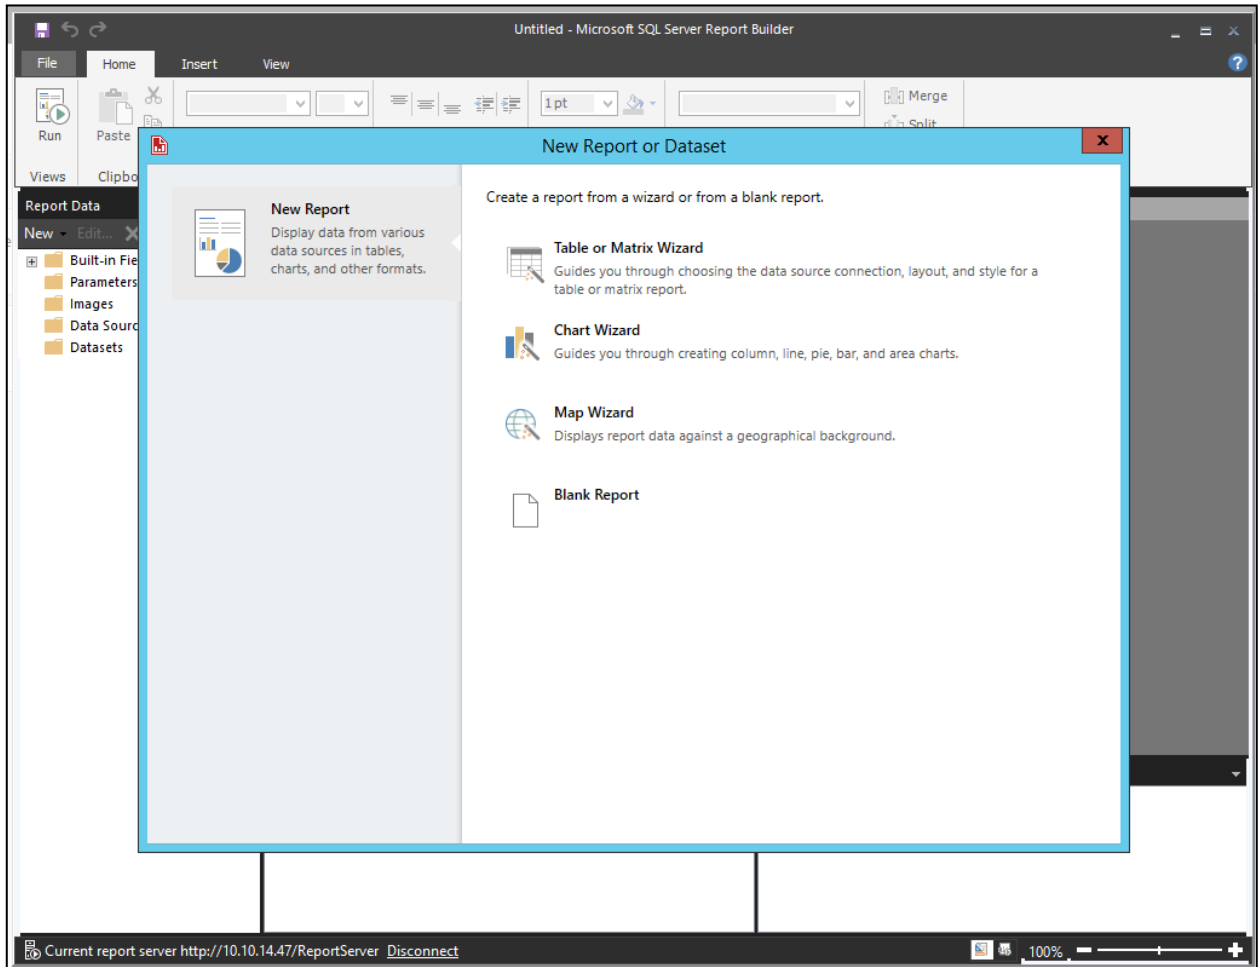 Untitled - Microsoft SQL Server Report Builder
File Home Insert View
Run
Paste
1 pt
Merge
Split
Views
Clipbo
New Report or Dataset
Report Data
New Edit...
Built-in Fie
Parameters
Images
Data Sourc
Datasets
New Report
Display data from various
data sources in tables,
charts, and other formats.
Create a report from a wizard or from a blank report.
Table or Matrix Wizard
Guides you through choosing the data source connection, layout, and style for a
table or matrix report.
Chart Wizard
Guides you through creating column, line, pie, bar, and area charts.
Map Wizard
Displays report data against a geographical background.
Blank Report
Current report server http://10.10.14.47/ReportServer Disconnect
100%